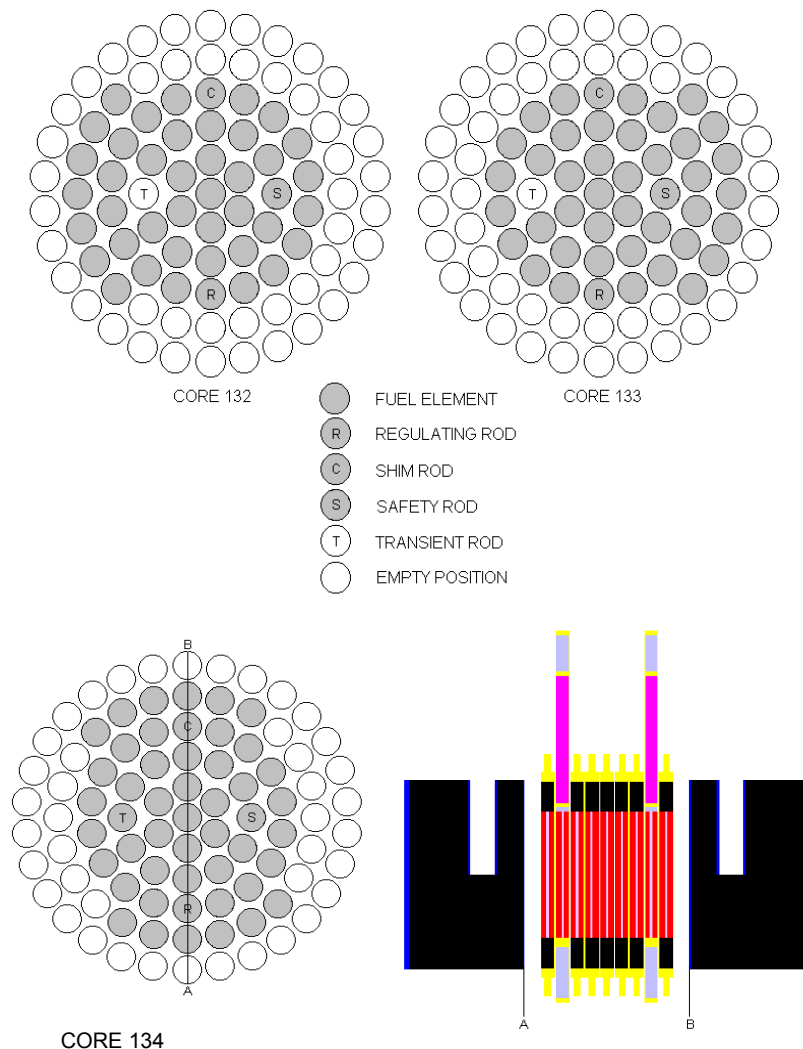 C
T
S
R
C
T
S
R
CORE 132
CORE 133
FUEL ELEMENT
R REGULATING ROD
C SHIM ROD
S SAFETY ROD
T TRANSIENT ROD
EMPTY POSITION
B
C
T
S
R
A
A
B
CORE 134